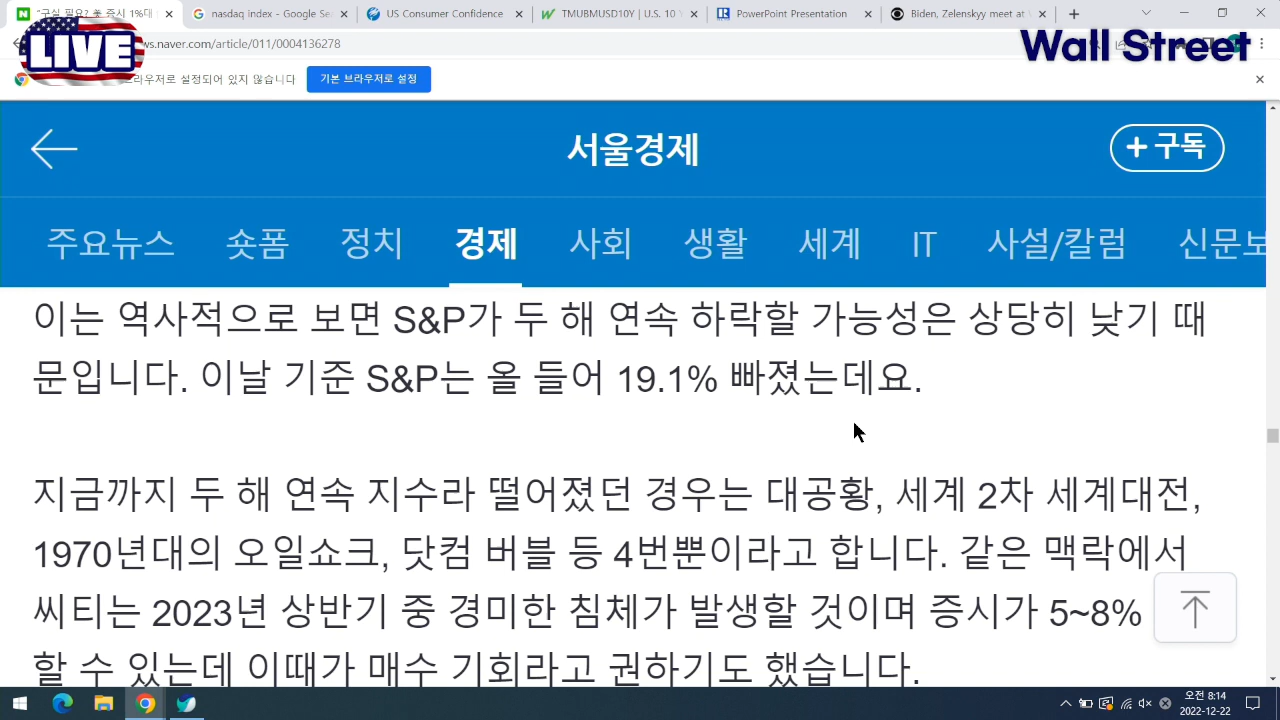 "구실 필요? 美 증시 1%대
dollar index - Google Se
US consumer con
TMUBMUSD10Y | U.S. 10 Y
et at
LIVE
Wall Street
ws.naver.com/article/011/0004136278
라우저로 설정되어 있지 않습니다
기본 브라우저로 설정
서울경제
+ 구독
주요뉴스 숏폼 정치 경제 사회 생활 세계 IT 사설/칼럼 신문보
이는 역사적으로 보면 S&P가 두 해 연속 하락할 가능성은 상당히 낮기 때
문입니다. 이날 기준 S&P는 올 들어 19.1% 빠졌는데요.
지금까지 두 해 연속 지수라 떨어졌던 경우는 대공황, 세계 2차 세계대전,
1970년대의 오일쇼크, 닷컴 버블 등 4번뿐이라고 합니다. 같은 맥락에서
씨티는 2023년 상반기 중 경미한 침체가 발생할 것이며 증시가 5~8%
할 수 있는데 이때가 매수 기회라고 권하기도 했습니다.
오전 8:14
2022-12-22